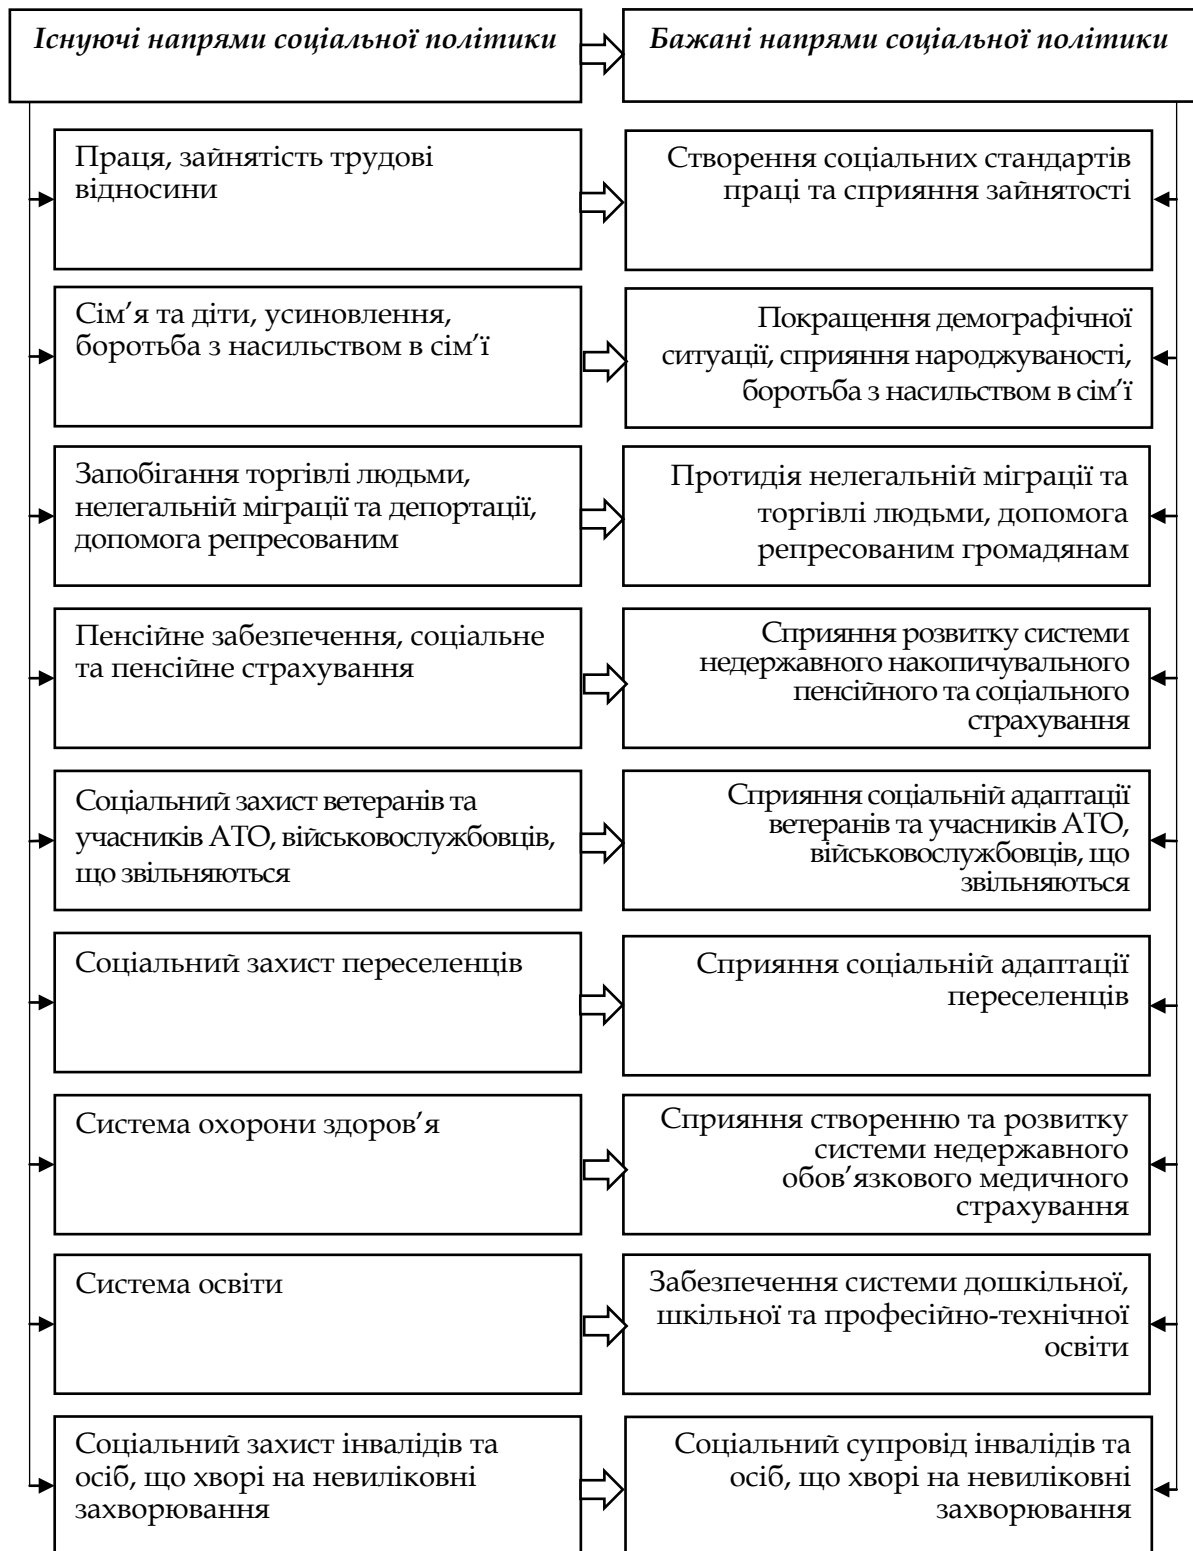 Існуючі напрями соціальної політики
Бажані напрями соціальної політики
Праця, зайнятість трудові
відносини
Створення соціальних стандартів
праці та сприяння зайнятості
Сім’я та діти, усиновлення,
боротьба з насильством в сім’ї
Покращення демографічної
ситуації, сприяння народжуваності,
боротьба з насильством в сім’ї
Запобігання торгівлі людьми,
нелегальній міграції та депортації,
допомога репресованим
Протидія нелегальній міграції та
торгівлі людьми, допомога
репресованим громадянам
Пенсійне забезпечення, соціальне
та пенсійне страхування
Сприяння розвитку системи
недержавного накопичувального
пенсійного та соціального
страхування
Соціальний захист ветеранів та
учасників АТО, військовослужбовців,
що звільняються
Сприяння соціальній адаптації
ветеранів та учасників АТО,
військовослужбовців, що
звільняються
Соціальний захист переселенців
Сприяння соціальній адаптації
переселенців
Система охорони здоров’я
Сприяння створенню та розвитку
системи недержавного
обов’язкового медичного
страхування
Система освіти
Забезпечення системи дошкільної,
шкільної та професійно-технічної
освіти
Соціальний захист інвалідів та
осіб, що хворі на невиліковні
захворювання
Соціальний супровід інвалідів та
осіб, що хворі на невиліковні
захворювання